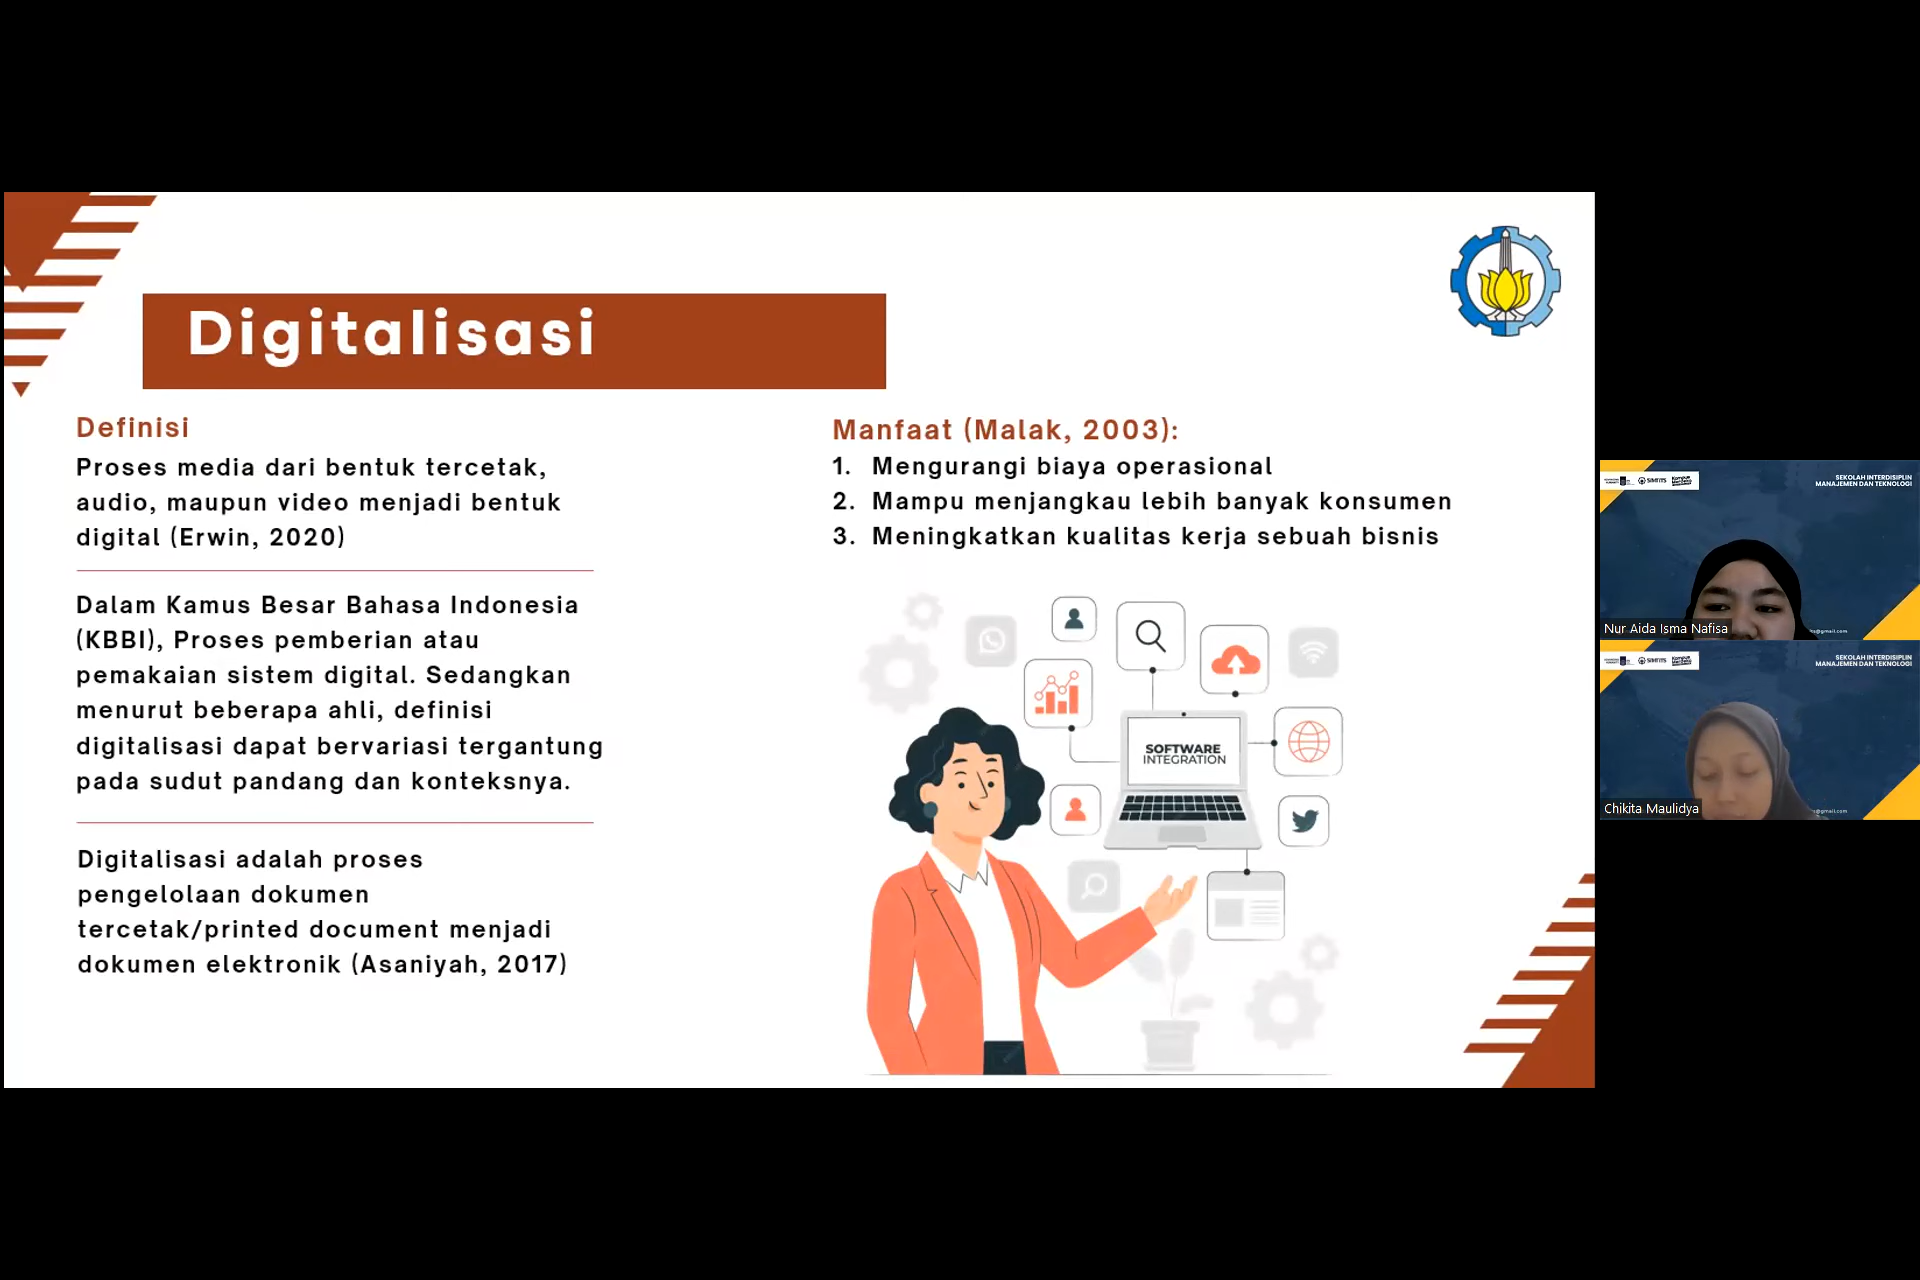 Digitalisasi
Definisi
Proses media dari bentuk tercetak,
audio, maupun video menjadi bentuk
digital (Erwin, 2020)
Dalam Kamus Besar Bahasa Indonesia
(KBBI), Proses pemberian atau
pemakaian sistem digital. Sedangkan
menurut beberapa ahli, definisi
digitalisasi dapat bervariasi tergantung
pada sudut pandang dan konteksnya.
Digitalisasi adalah proses
pengelolaan dokumen
tercetak/printed document menjadi
dokumen elektronik (Asaniyah, 2017)
Manfaat (Malak, 2003):
1. Mengurangi biaya operasional
2. Mampu menjangkau lebih banyak konsumen
3. Meningkatkan kualitas kerja sebuah bisnis
SOFTWARE
INTEGRATION
SEKOLAH INTERDISIPLIN
MANAJEMEN DAN TEKNOLOGI
Nur Aida Isma Nafisa
SEKOLAH INTERDISIPLIN
MANAJEMEN DAN TEKNOLOGI
Chikita Maulidya